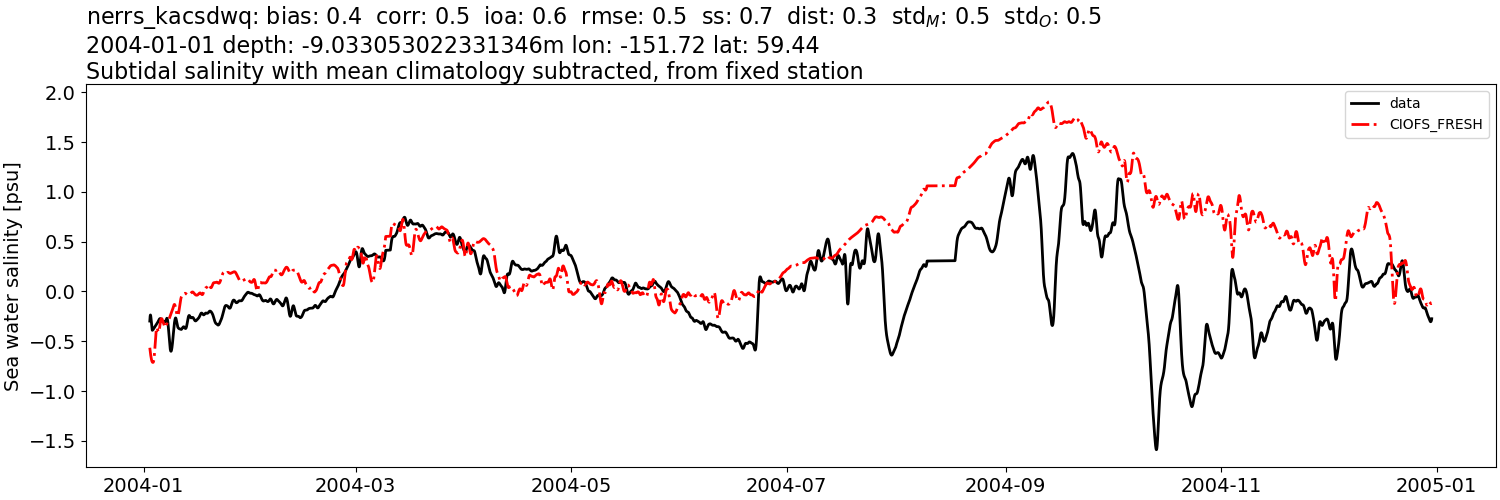 nerrs_kacsdwq: bias: 0.4  corr: 0.5  ioa: 0.6  rmse: 0.5  ss: 0.7  dist: 0.3  std_M: 0.5  std_O: 0.5
2004-01-01 depth: -9.033053022331346m lon: -151.72 lat: 59.44
Subtidal salinity with mean climatology subtracted, from fixed station
Sea water salinity [psu]
2.0
1.5
1.0
0.5
0.0
−0.5
−1.0
−1.5
data
CIOFS_FRESH
2004-01
2004-03
2004-05
2004-07
2004-09
2004-11
2005-01